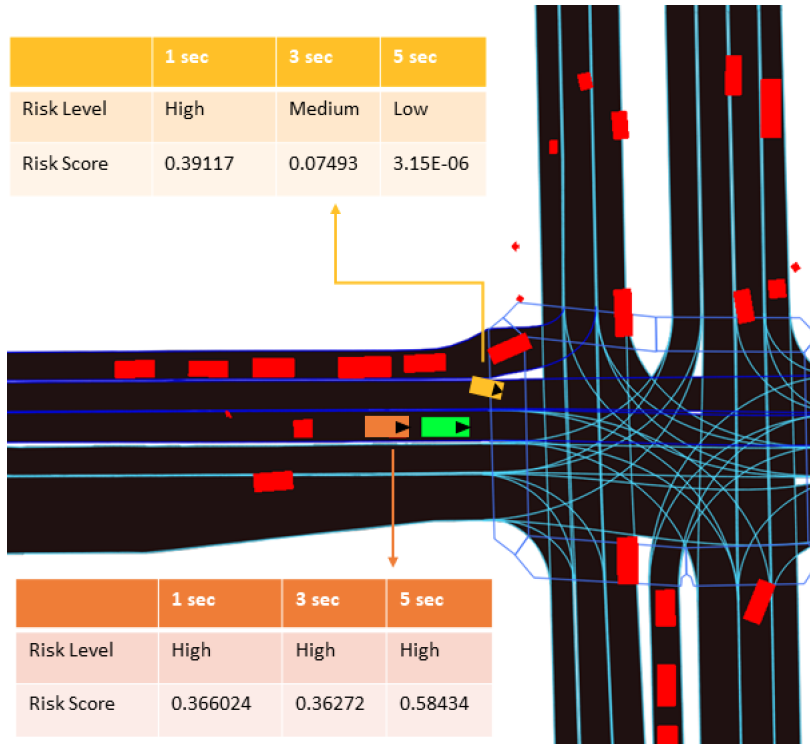 1 sec 3 sec 5 sec
Risk Level High Medium Low
Risk Score 0.39117 0.07493 3.15E-06
1 sec 3 sec 5 sec
Risk Level High High High
Risk Score 0.366024 0.36272 0.58434